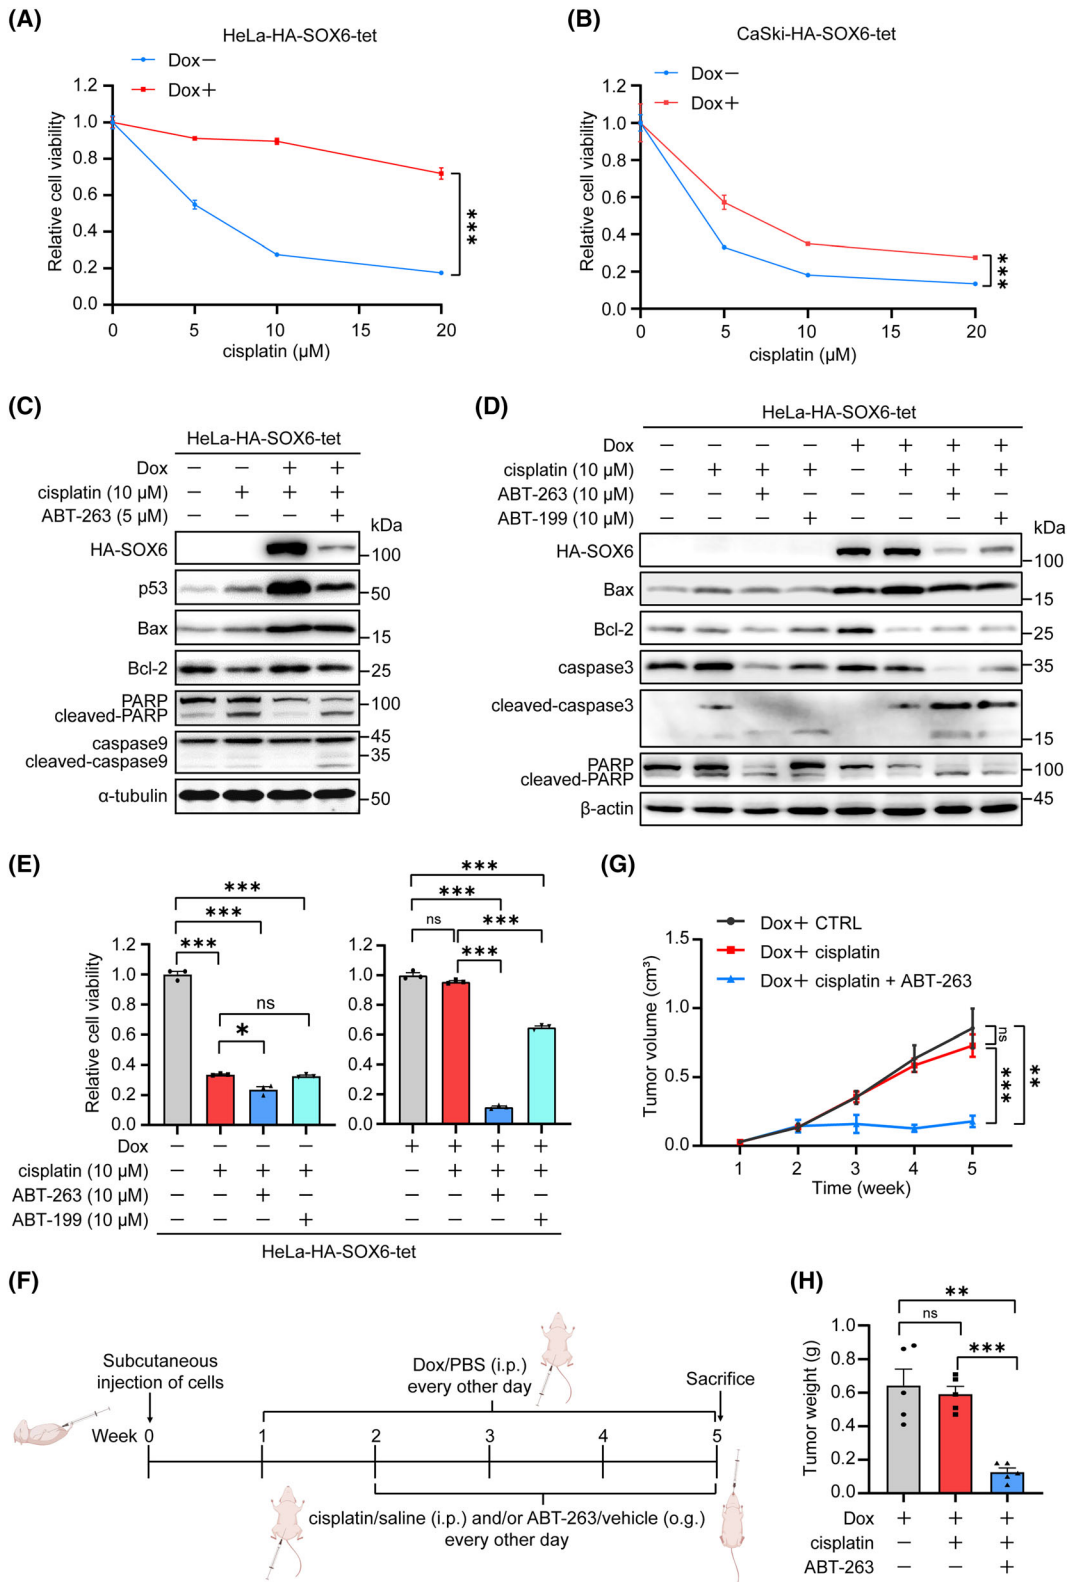 (A)
HeLa-HA-SOX6-tet
Dox−
Dox+
Relative cell viability
1.2
1.0
0.8
0.6
0.4
0.2
0.0
0 5 10 15 20
cisplatin (µM)
***
(B)
CaSki-HA-SOX6-tet
Dox−
Dox+
Relative cell viability
1.2
1.0
0.8
0.6
0.4
0.2
0.0
0 5 10 15 20
cisplatin (µM)
***
(C)
HeLa-HA-SOX6-tet
Dox − − + +
cisplatin (10 µM) − + + +
ABT-263 (5 µM) − − − +
kDa
HA-SOX6 100
p53 50
Bax 15
Bcl-2 25
PARP 100
cleaved-PARP
caspase9 45
cleaved-caspase9 35
α-tubulin 50
(D)
HeLa-HA-SOX6-tet
Dox − − − − + + + +
cisplatin (10 µM) − + + + − + + +
ABT-263 (10 µM) − − + − − − + −
ABT-199 (10 µM) − − − + − − − +
kDa
HA-SOX6 100
Bax 15
Bcl-2 25
caspase3 35
cleaved-caspase3
15
PARP 100
cleaved-PARP
45
β-actin
(E)
Relative cell viability
1.2
1.0
0.8
0.6
0.4
0.2
0.0
***
***
***
ns
*
1.2
1.0
0.8
0.6
0.4
0.2
0.0
***
***
ns ***
***
Dox − − − − + + + +
cisplatin (10 µM) − + + + − + + +
ABT-263 (10 µM) − − + − − − + −
ABT-199 (10 µM) − − − + − − − +
HeLa-HA-SOX6-tet
(G)
Dox+ CTRL
Dox+ cisplatin
Dox+ cisplatin + ABT-263
Tumor volume (cm³)
1.5
1.0
0.5
0.0
1 2 3 4 5
Time (week)
ns
***
**
(F)
Subcutaneous
injection of cells
Dox/PBS (i.p.)
every other day
Sacrifice
Week 0 1 2 3 4 5
cisplatin/saline (i.p.) and/or ABT-263/vehicle (o.g.)
every other day
(H)
**
ns
***
Tumor weight (g)
1.0
0.8
0.6
0.4
0.2
0.0
Dox + + +
cisplatin − + +
ABT-263 − − +